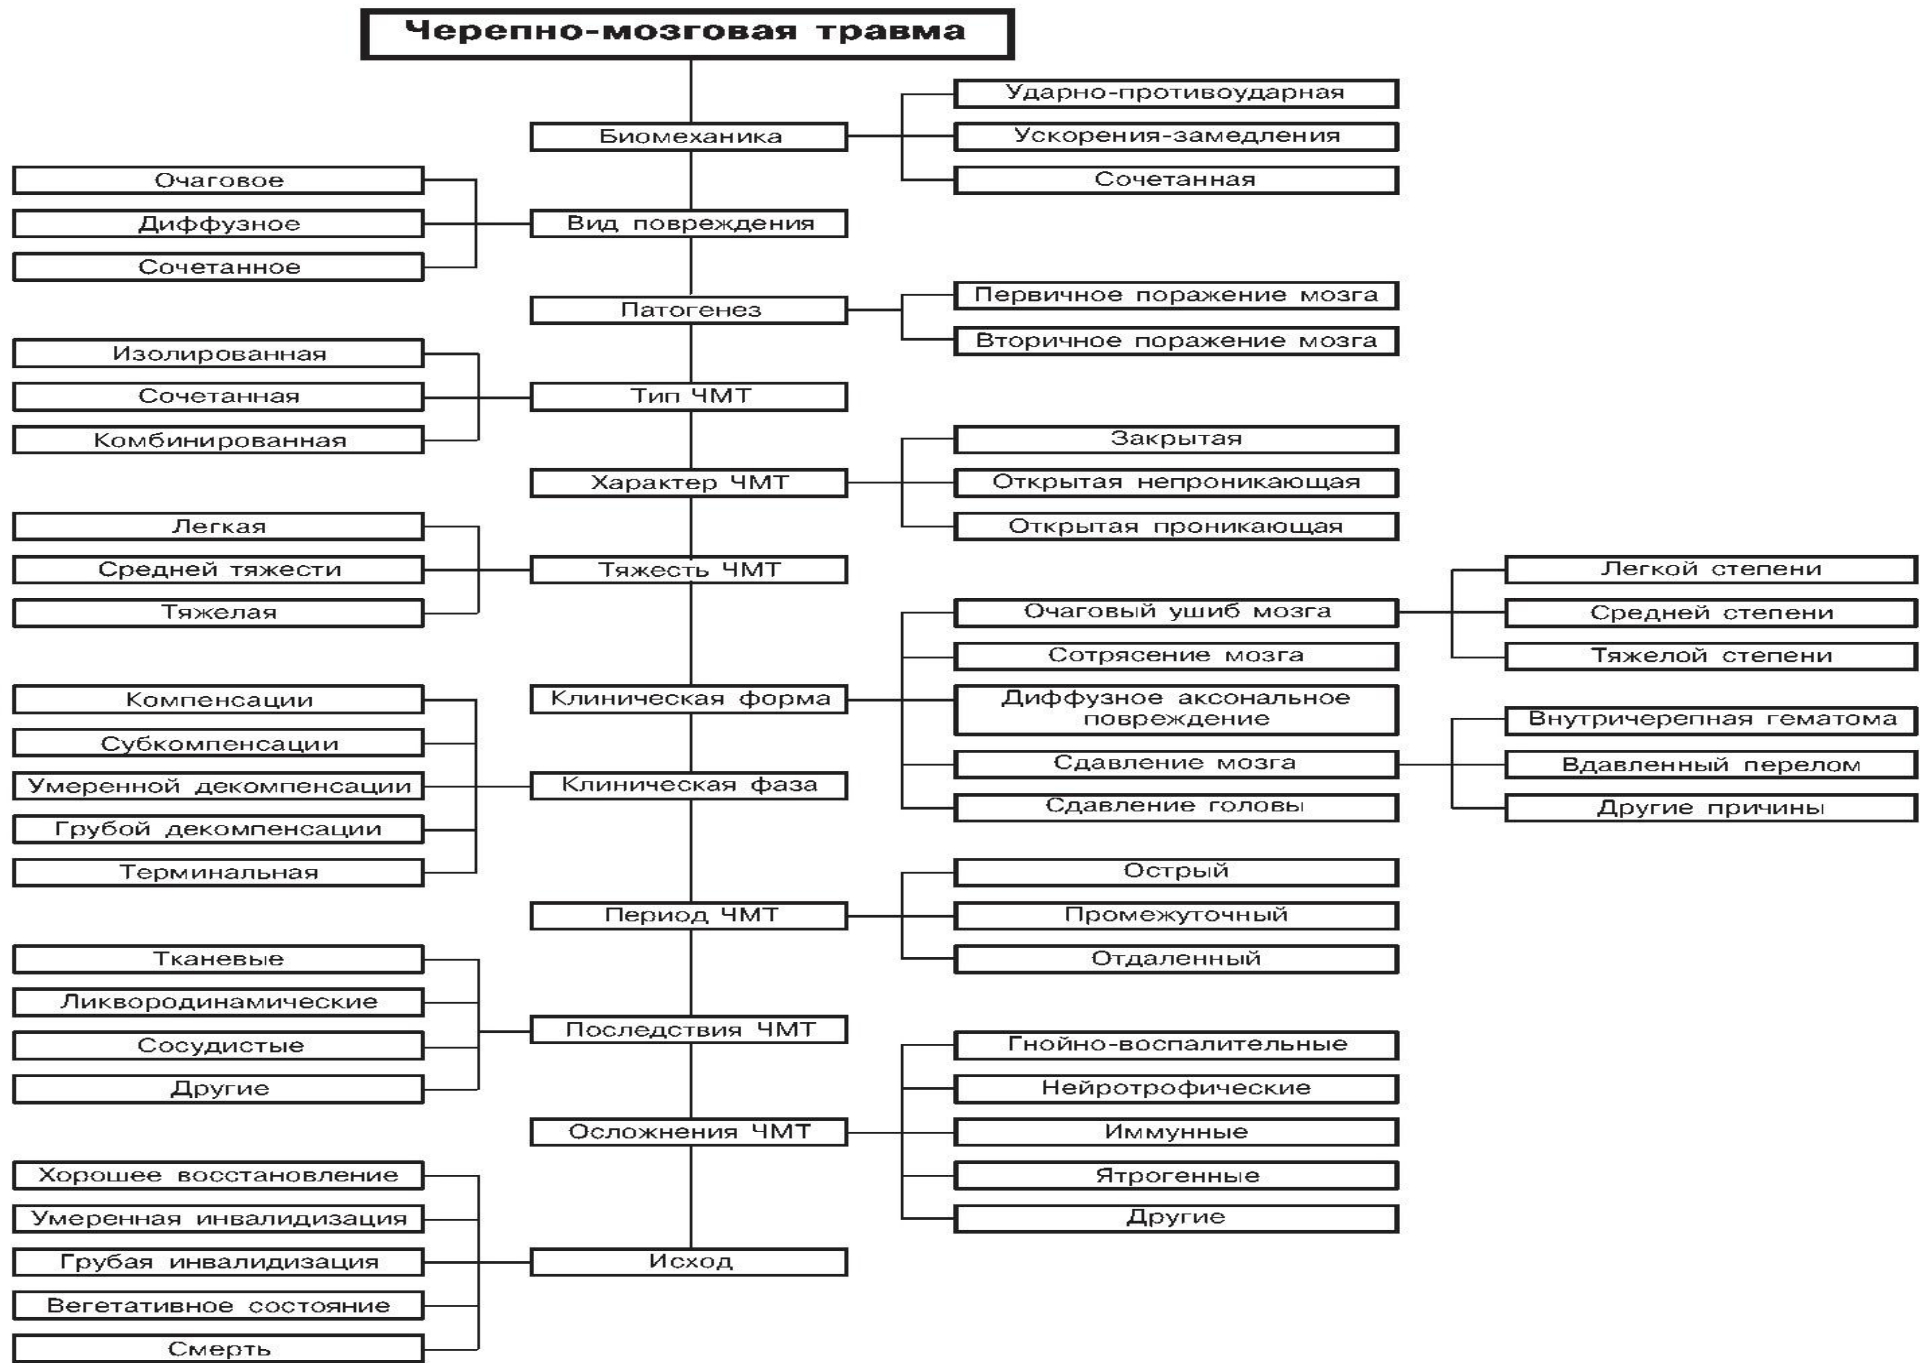 Черепно-мозговая травма
Биомеханика
Ударно-противоударная
Ускорения-замедления
Сочетанная
Вид повреждения
Очаговое
Диффузное
Сочетанное
Патогенез
Первичное поражение мозга
Вторичное поражение мозга
Тип ЧМТ
Изолированная
Сочетанная
Комбинированная
Характер ЧМТ
Закрытая
Открытая непроникающая
Открытая проникающая
Тяжесть ЧМТ
Легкая
Средней тяжести
Тяжелая
Клиническая форма
Очаговый ушиб мозга
Легкой степени
Средней степени
Тяжелой степени
Сотрясение мозга
Диффузное аксональное
повреждение
Сдавление мозга
Внутричерепная гематома
Вдавленный перелом
Другие причины
Сдавление головы
Клиническая фаза
Компенсации
Субкомпенсации
Умеренной декомпенсации
Грубой декомпенсации
Терминальная
Период ЧМТ
Острый
Промежуточный
Отдаленный
Последствия ЧМТ
Тканевые
Ликвородинамические
Сосудистые
Другие
Осложнения ЧМТ
Гнойно-воспалительные
Нейротрофические
Иммунные
Ятрогенные
Другие
Исход
Хорошее восстановление
Умеренная инвалидизация
Грубая инвалидизация
Вегетативное состояние
Смерть